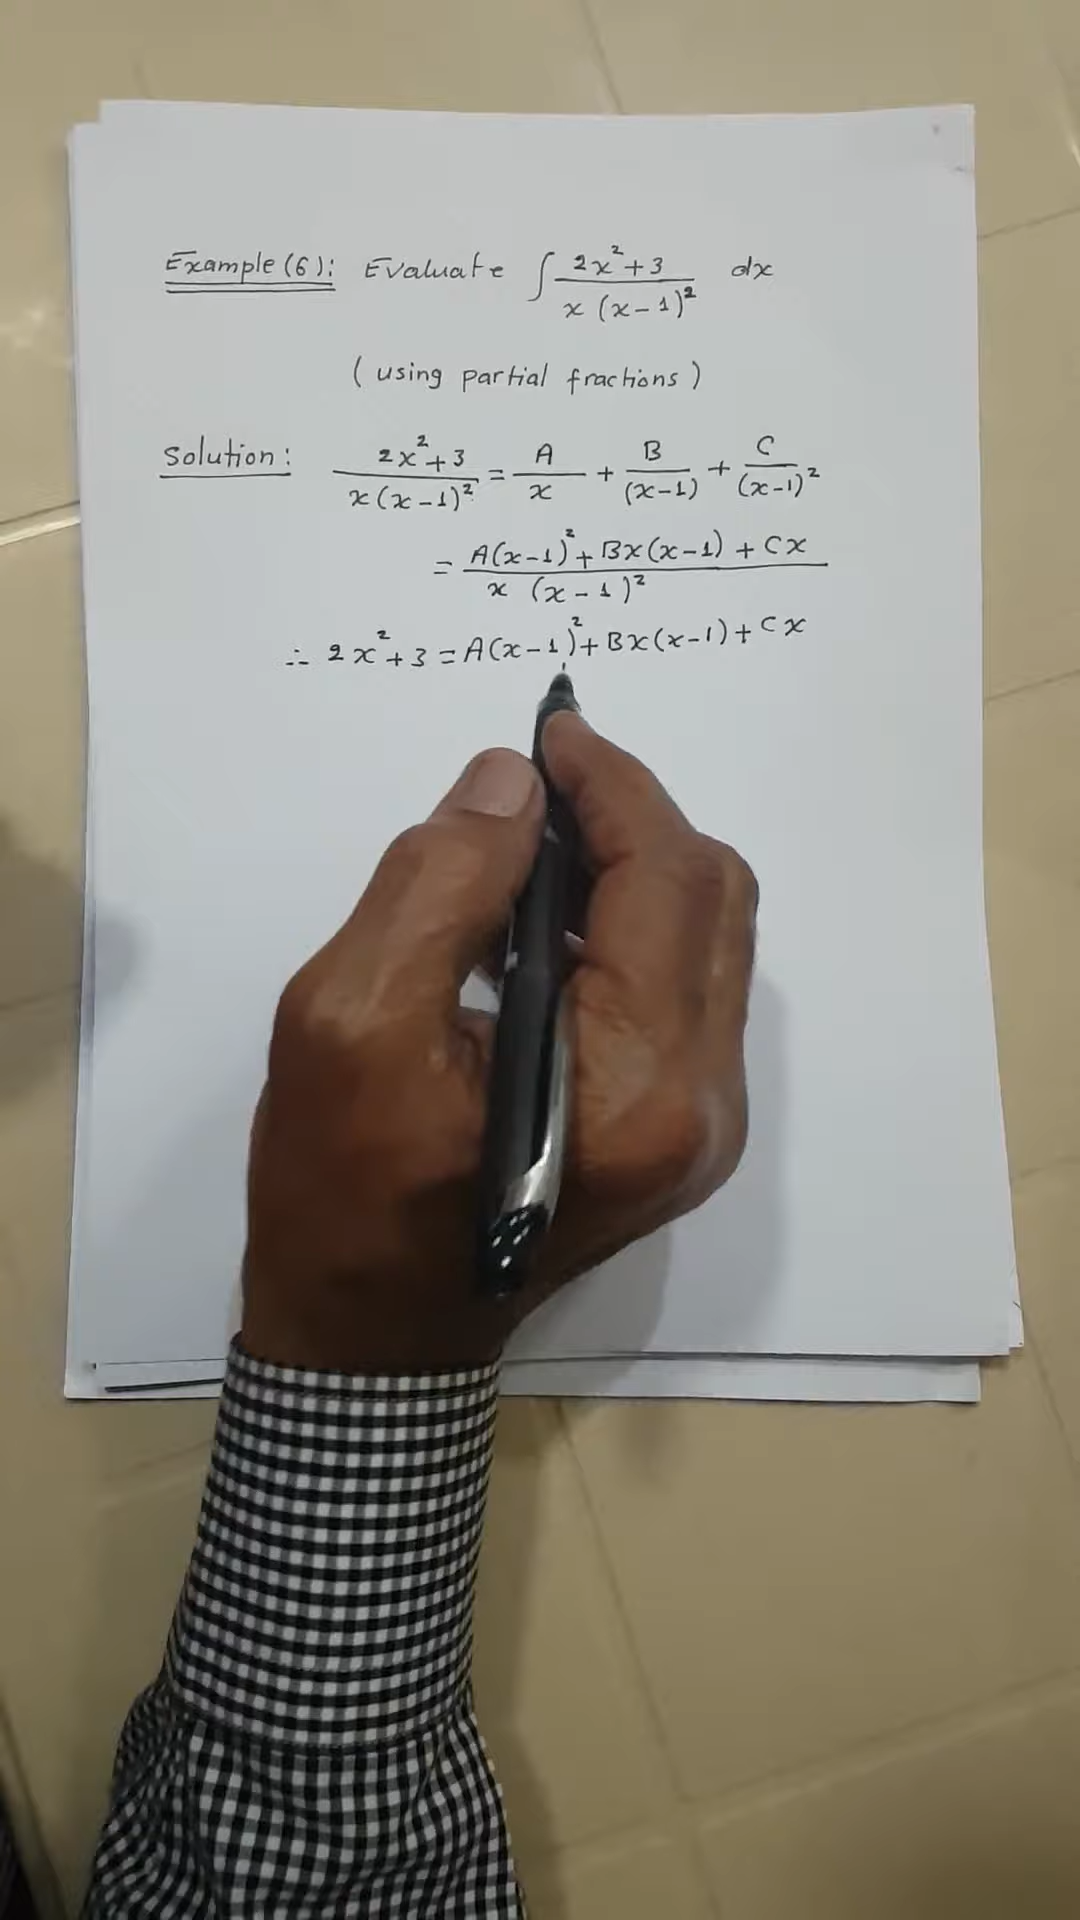 Example (6): Evaluate ∫ (2x²+3)/(x (x-1)²) dx
(using partial fractions)
Solution: (2x²+3)/(x(x-1)²) = A/x + B/(x-1) + C/(x-1)²
= (A(x-1)²+Bx(x-1)+Cx)/(x (x-1)²)
∴ 2x²+3 = A(x-1)²+Bx(x-1)+Cx